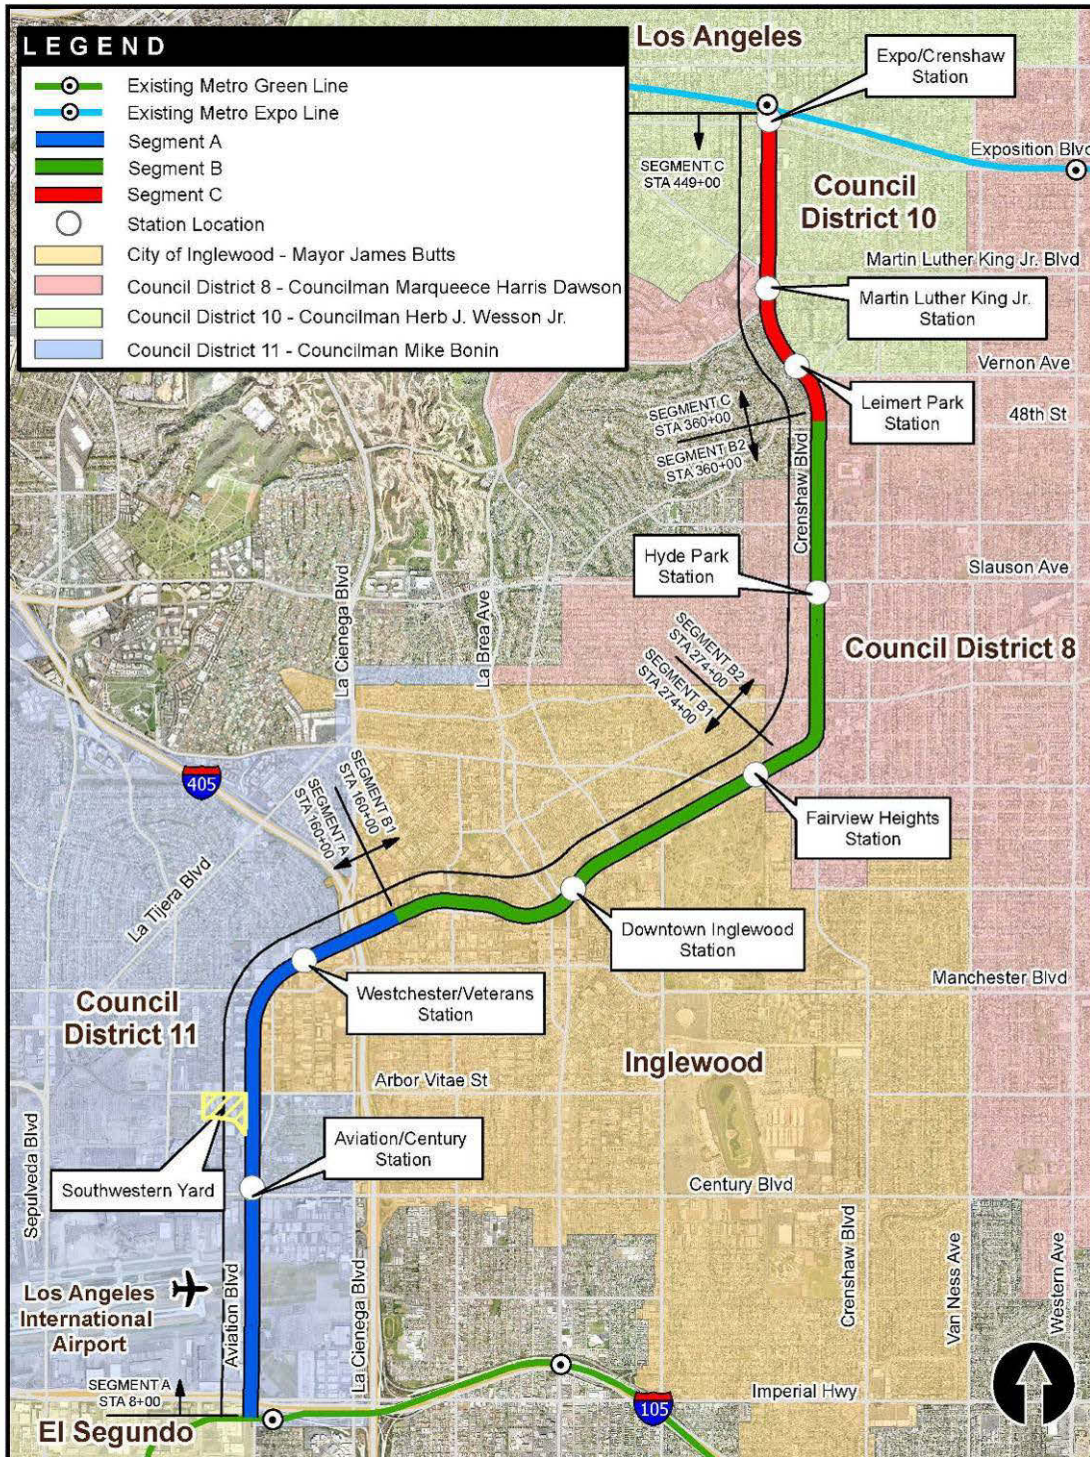 LEGEND
Existing Metro Green Line
Existing Metro Expo Line
Segment A
Segment B
Segment C
Station Location
City of Inglewood - Mayor James Butts
Council District 8 - Councilman Marqueece Harris Dawson
Council District 10 - Councilman Herb J. Wesson Jr.
Council District 11 - Councilman Mike Bonin
Los Angeles
Expo/Crenshaw
Station
SEGMENT C
STA 449+00
Exposition Blvd
Council
District 10
Martin Luther King Jr. Blvd
Martin Luther King Jr.
Station
Vernon Ave
Leimert Park
Station
48th St
SEGMENT C
STA 360+00
SEGMENT B2
STA 360+00
Crenshaw Blvd
Hyde Park
Station
Slauson Ave
La Cienega Blvd
La Brea Ave
Council District 8
SEGMENT B2
STA 274+00
SEGMENT B1
STA 274+00
405
SEGMENT B1
STA 160+00
SEGMENT A
STA 160+00
Fairview Heights
Station
La Tijera Blvd
Downtown Inglewood
Station
Manchester Blvd
Westchester/Veterans
Station
Council
District 11
Inglewood
Arbor Vitae St
Aviation/Century
Station
Southwestern Yard
Century Blvd
Sepulveda Blvd
Aviation Blvd
La Cienega Blvd
Crenshaw Blvd
Van Ness Ave
Western Ave
Los Angeles
International
Airport
SEGMENT A
STA 8+00
Imperial Hwy
El Segundo
105